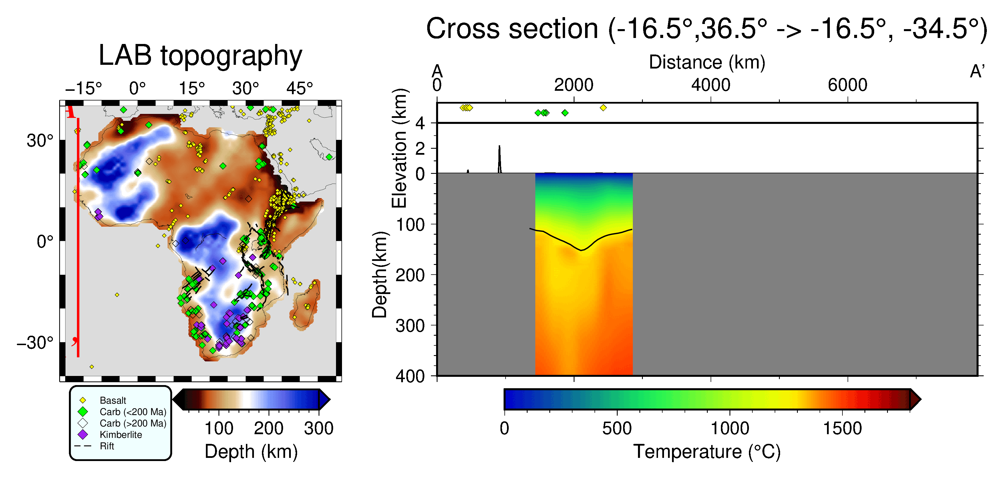 LAB topography
−15° 0° 15° 30° 45°
A
30°
0°
−30°
’
Basalt
Carb (<200 Ma)
Carb (>200 Ma)
Kimberlite
Rift
100 200 300
Depth (km)
Cross section (-16.5°,36.5° -> -16.5°, -34.5°)
Distance (km)
A A’
0 2000 4000 6000
Elevation (km)
4
2
0
Depth(km)
100
200
300
400
0 500 1000 1500
Temperature (°C)